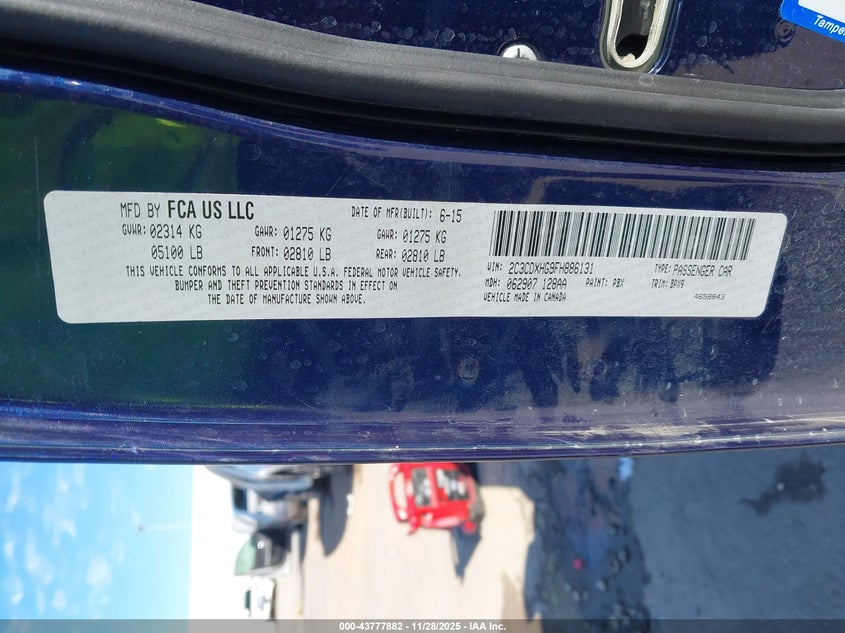 Tamper
MFD BY FCA US LLC DATE OF MFR(BUILT): 6-15
GVWR: 02314 KG GAWR: 01275 KG GAWR: 01275 KG
05100 LB FRONT: 02810 LB REAR: 02810 LB
THIS VEHICLE CONFORMS TO ALL APPLICABLE U.S.A. FEDERAL MOTOR VEHICLE SAFETY,
BUMPER AND THEFT PREVENTION STANDARDS IN EFFECT ON
THE DATE OF MANUFACTURE SHOWN ABOVE.
VIN: 2C3CDXHG9FH886131 TYPE: PASSENGER CAR
MDH: 062907 128AA PAINT: PBX TRIM: BPX9
VEHICLE MADE IN CANADA 4658843
000-43777882 | 11/28/2025 | IAA Inc.